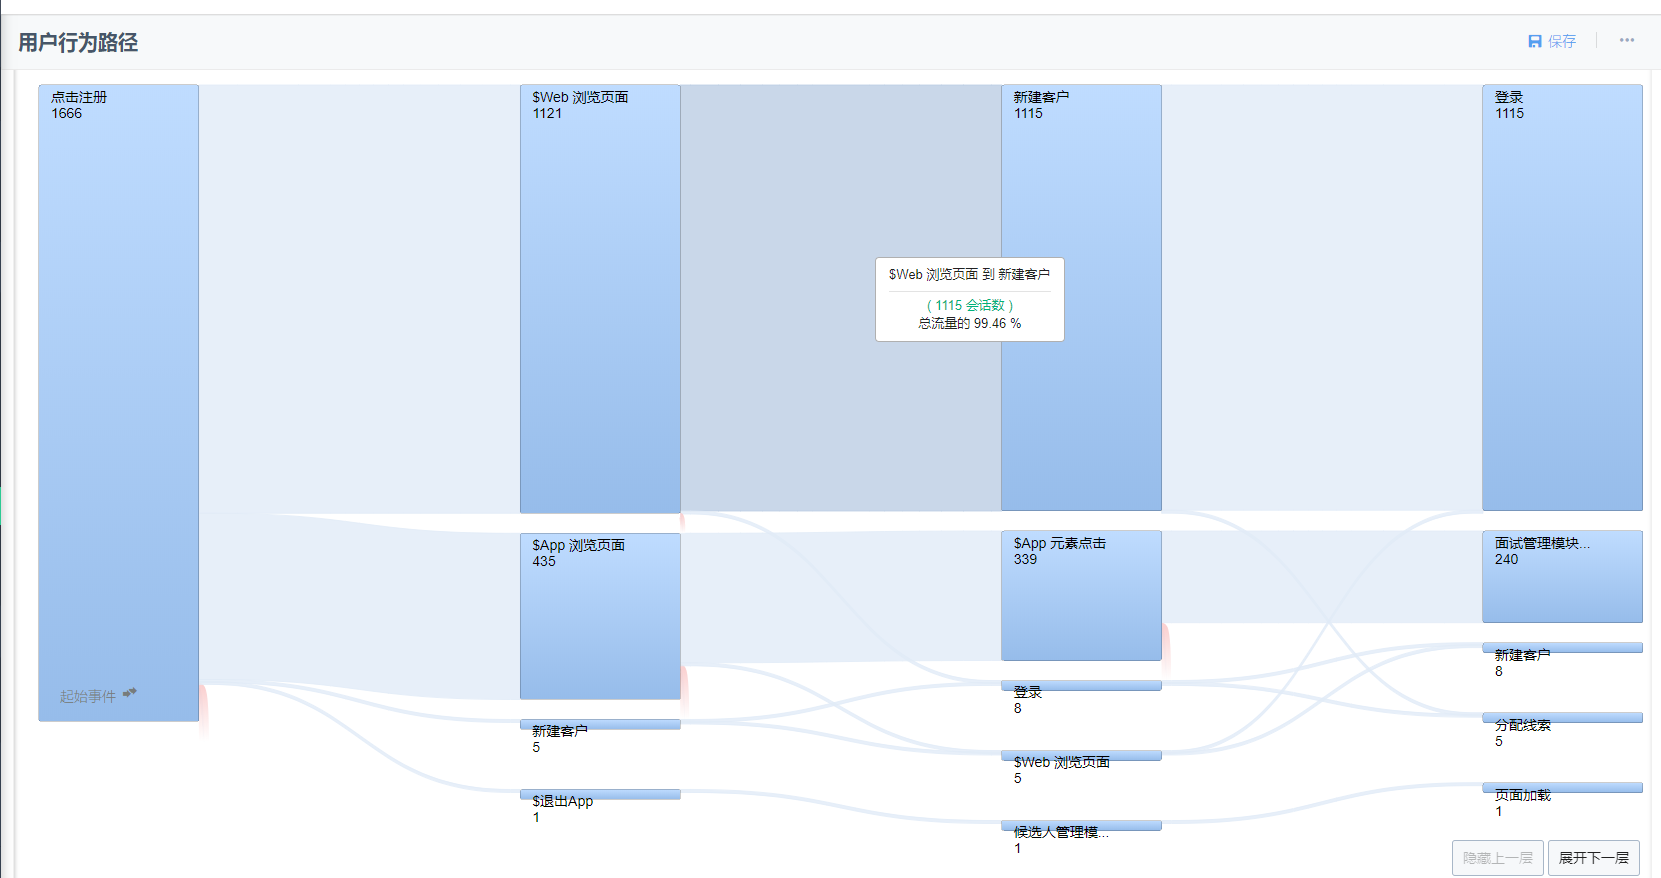 用户行为路径
保存
点击注册
1666
起始事件
$Web 浏览页面
1121
$App 浏览页面
435
新建客户
5
$退出App
1
新建客户
1115
$Web 浏览页面 到 新建客户
( 1115 会话数 )
总流量的 99.46 %
$App 元素点击
339
登录
8
$Web 浏览页面
5
候选人管理模...
1
登录
1115
面试管理模块...
240
新建客户
8
分配线索
5
页面加载
1
隐藏上一层
展开下一层